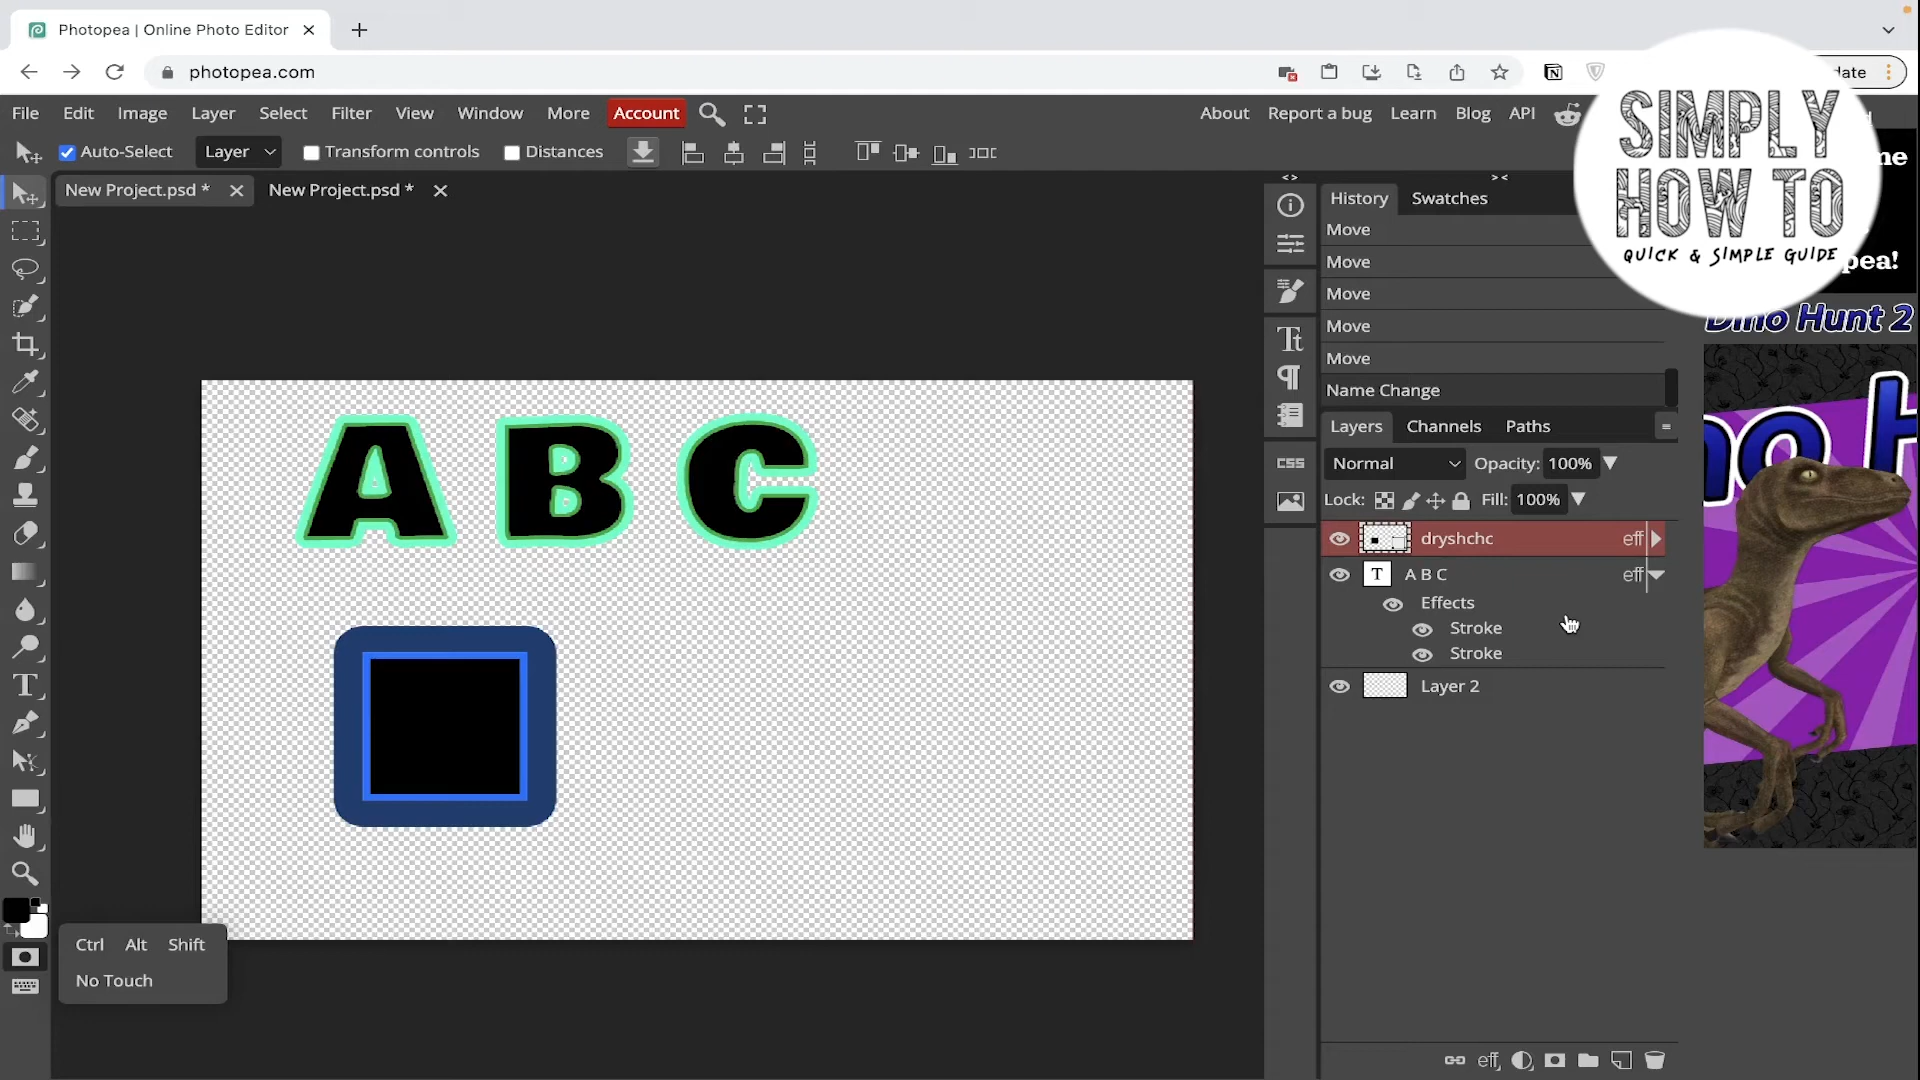 Photopea | Online Photo Editor
photopea.com
File Edit Image Layer Select Filter View Window More Account
About Report a bug Learn Blog API
Auto-Select Layer Transform controls Distances
New Project.psd * New Project.psd *
SIMPLY
HOW TO
QUICK & SIMPLE GUIDE
History Swatches
Move
Move
Move
Move
Move
Name Change
Layers Channels Paths
Normal Opacity: 100%
Lock: Fill: 100%
dryshchc eff
T A B C eff
Effects
Stroke
Stroke
Layer 2
CSS
A B C
Ctrl Alt Shift
No Touch
eff
pea!
Dino Hunt 2